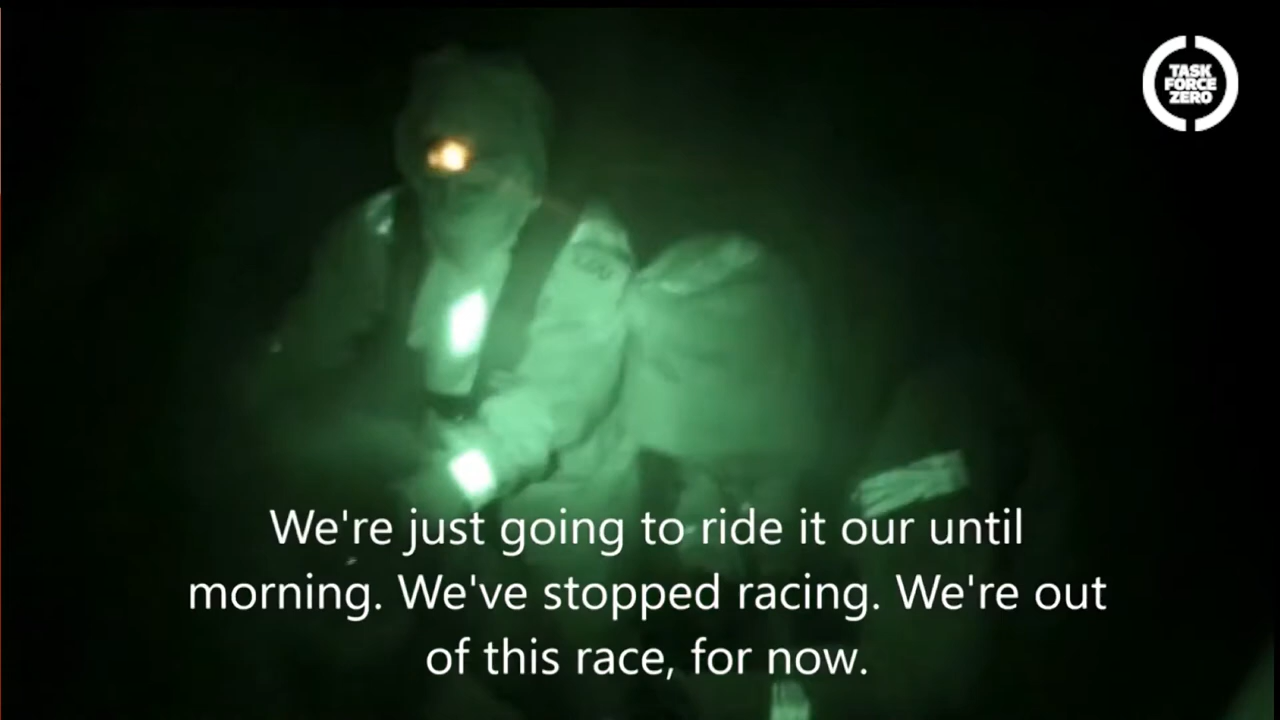 TASK
FORCE
ZERO
We're just going to ride it our until
morning. We've stopped racing. We're out
of this race, for now.